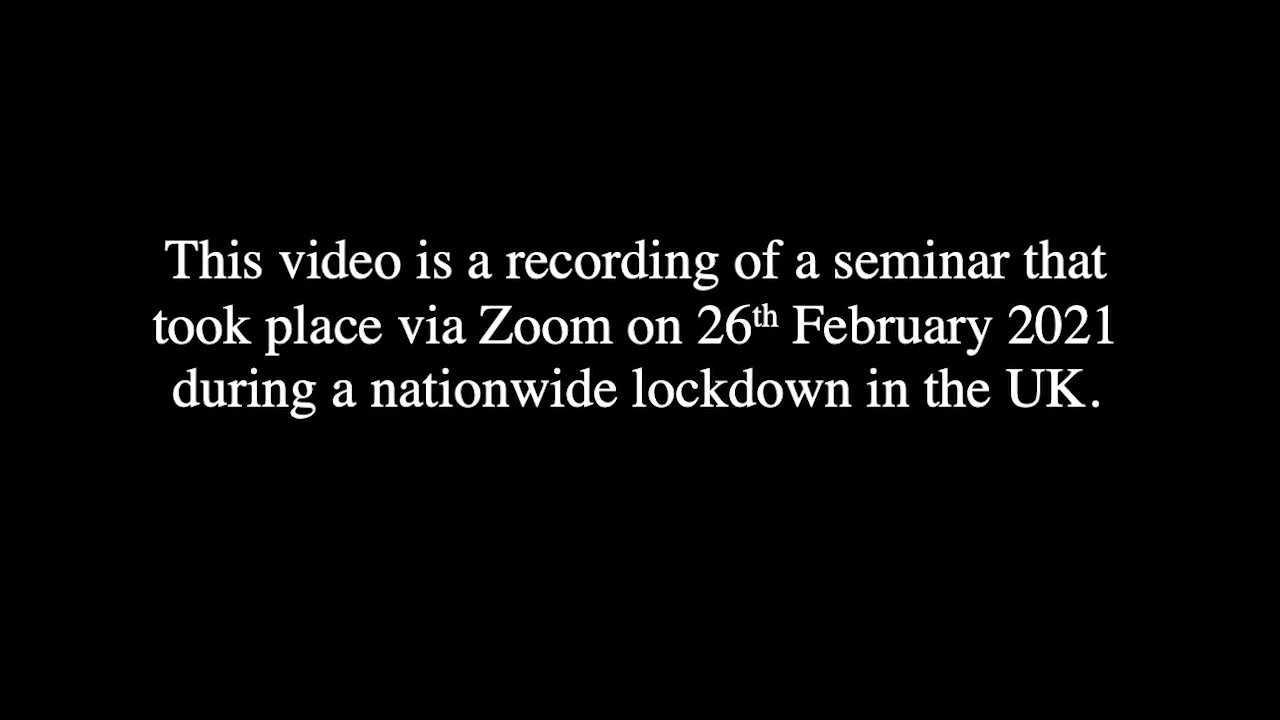 This video is a recording of a seminar that
took place via Zoom on 26th February 2021
during a nationwide lockdown in the UK.